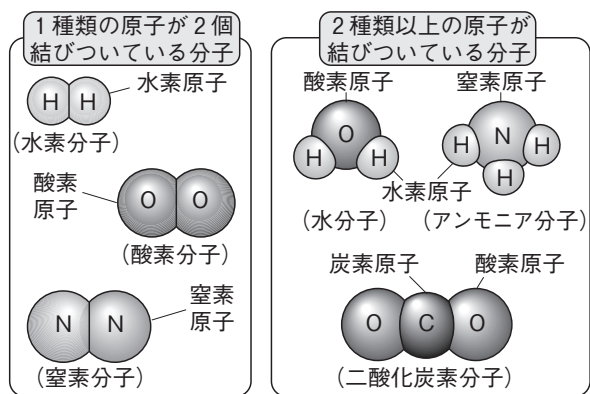 1種類の原子が2個
結びついている分子
H H
水素原子
(水素分子)
酸素
原子
O O
(酸素分子)
N N
窒素
原子
(窒素分子)
2種類以上の原子が
結びついている分子
酸素原子
窒素原子
O
H H
N
H H
H
水素原子
(水分子)
(アンモニア分子)
炭素原子
酸素原子
O C O
(二酸化炭素分子)